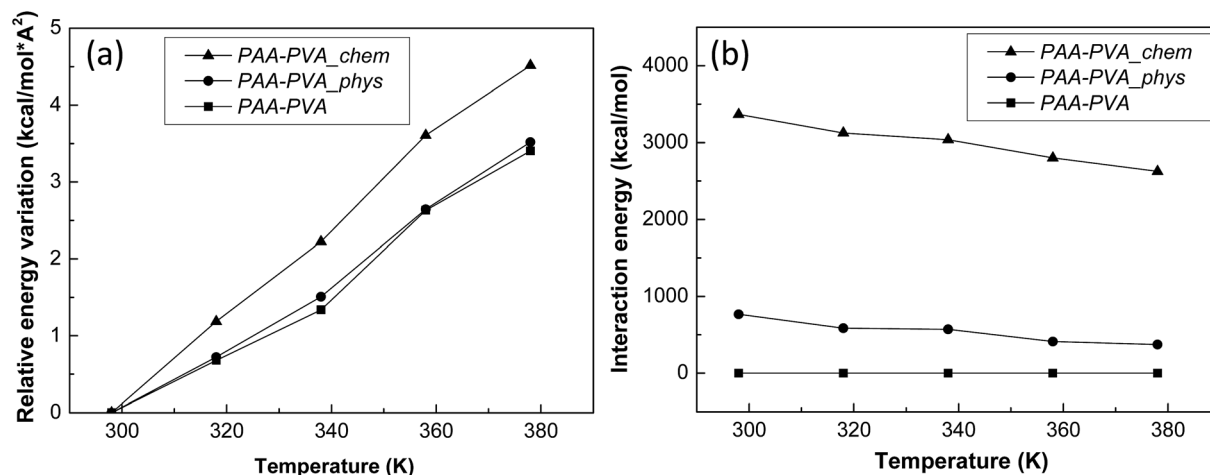 (a)
PAA-PVA_chem
PAA-PVA_phys
PAA-PVA
Relative energy variation (kcal/mol*A²)
5
4
3
2
1
0
300 320 340 360 380
Temperature (K)
(b)
PAA-PVA_chem
PAA-PVA_phys
PAA-PVA
Interaction energy (kcal/mol)
4000
3000
2000
1000
0
300 320 340 360 380
Temperature (K)